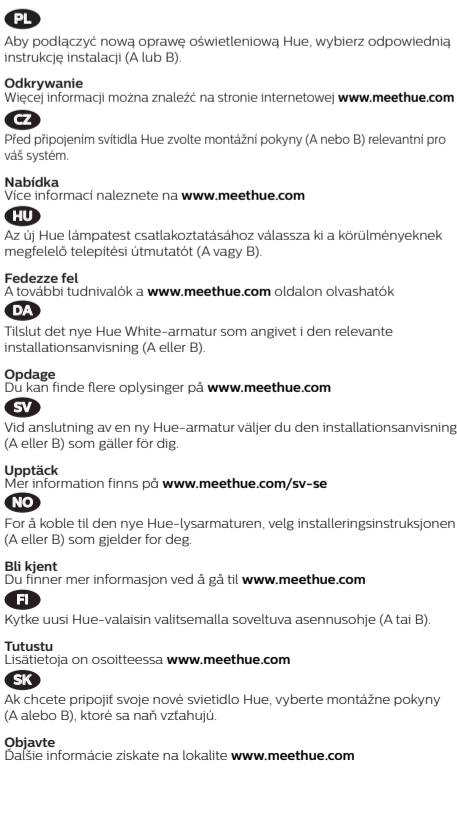 PL
Aby podłączyć nową oprawę oświetleniową Hue, wybierz odpowiednią
instrukcję instalacji (A lub B).
Odkrywanie
Więcej informacji można znaleźć na stronie internetowej www.meethue.com
CZ
Před připojením svítidla Hue zvolte montážní pokyny (A nebo B) relevantní pro
váš systém.
Nabídka
Více informací naleznete na www.meethue.com
HU
Az új Hue lámpatest csatlakoztatásához válassza ki a körülményeknek
megfelelő telepítési útmutatót (A vagy B).
Fedezze fel
A további tudnivalók a www.meethue.com oldalon olvashatók
DA
Tilslut det nye Hue White-armatur som angivet i den relevante
installationsanvisning (A eller B).
Opdage
Du kan finde flere oplysinger på www.meethue.com
SV
Vid anslutning av en ny Hue-armatur väljer du den installationsanvisning
(A eller B) som gäller för dig.
Upptäck
Mer information finns på www.meethue.com/sv-se
NO
For å koble til den nye Hue-lysarmaturen, velg installeringsinstruksjonen
(A eller B) som gjelder for deg.
Bli kjent
Du finner mer informasjon ved å gå til www.meethue.com
FI
Kytke uusi Hue-valaisin valitsemalla soveltuva asennusohje (A tai B).
Tutustu
Lisätietoja on osoitteessa www.meethue.com
SK
Ak chcete pripojiť svoje nové svietidlo Hue, vyberte montážne pokyny
(A alebo B), ktoré sa naň vzťahujú.
Objavte
Ďalšie informácie získate na lokalite www.meethue.com